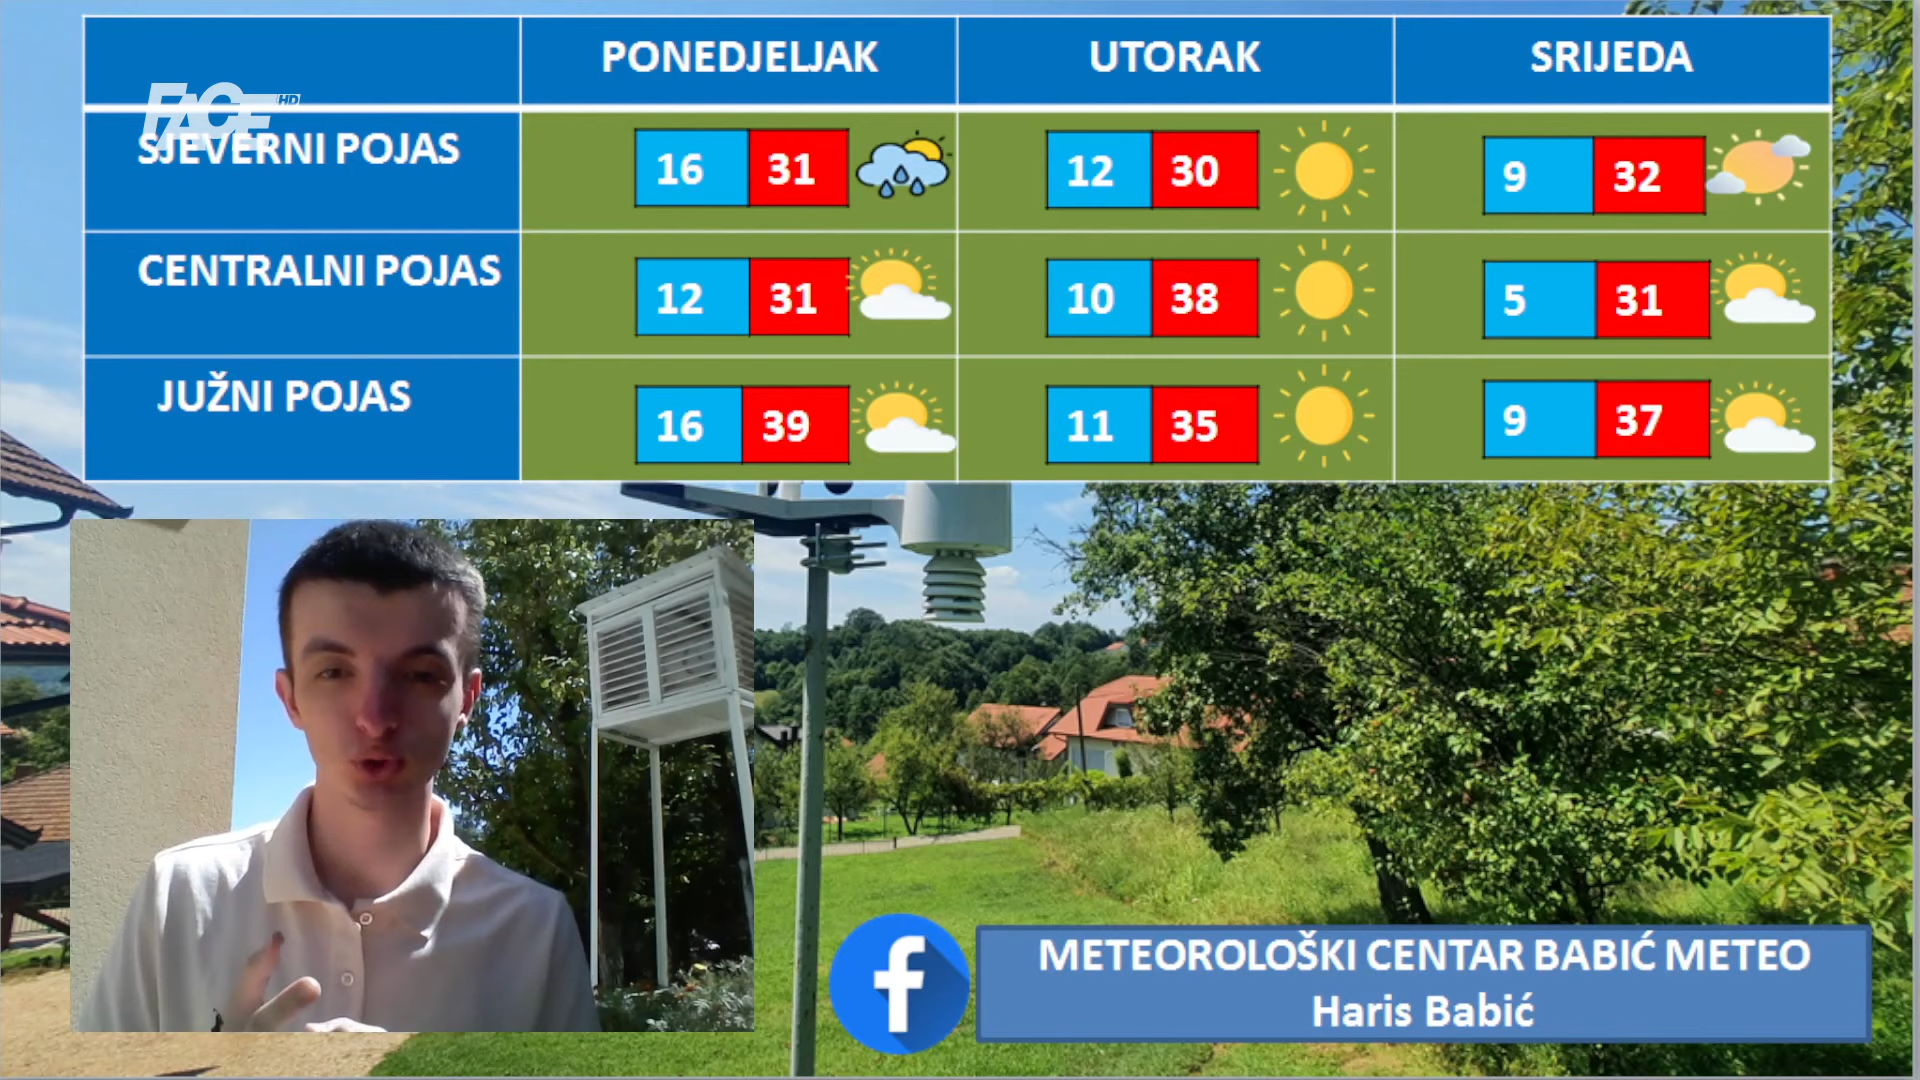 PONEDJELJAK UTORAK SRIJEDA
FACE HD
SJEVERNI POJAS 16 31 12 30 9 32
CENTRALNI POJAS 12 31 10 38 5 31
JUŽNI POJAS 16 39 11 35 9 37
METEOROLOŠKI CENTAR BABIĆ METEO
Haris Babić